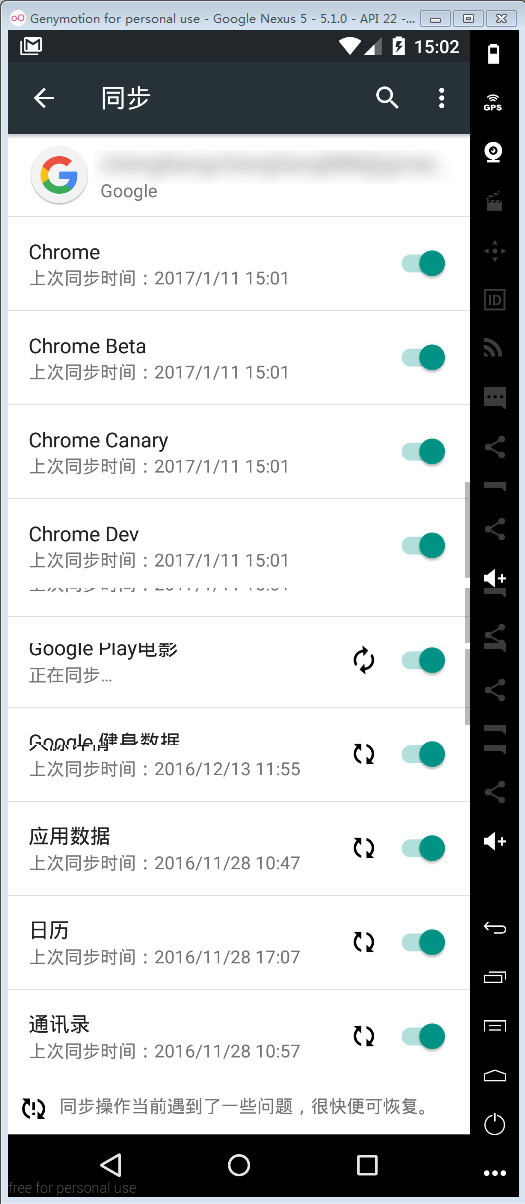 Genymotion for personal use - Google Nexus 5 - 5.1.0 - API 22 -...
15:02
同步
Google
Chrome
上次同步时间：2017/1/11 15:01
Chrome Beta
上次同步时间：2017/1/11 15:01
Chrome Canary
上次同步时间：2017/1/11 15:01
Chrome Dev
上次同步时间：2017/1/11 15:01
Google Play电影
正在同步...
Google 健身数据
上次同步时间：2016/12/13 11:55
应用数据
上次同步时间：2016/11/28 10:47
日历
上次同步时间：2016/11/28 17:07
通讯录
上次同步时间：2016/11/28 10:57
同步操作当前遇到了一些问题，很快便可恢复。
free for personal use
GPS
ID